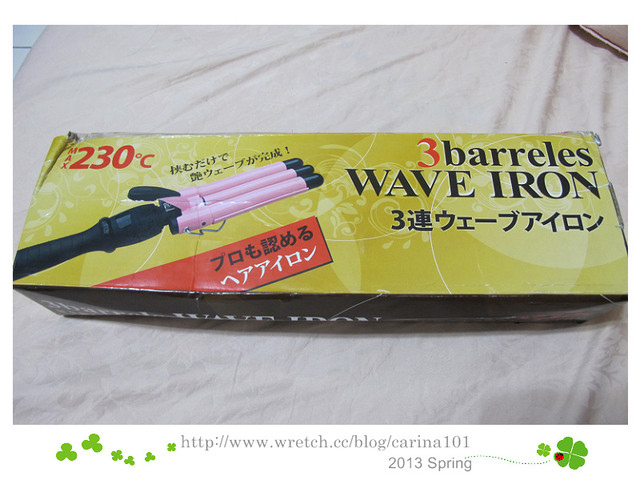 MAX 230℃
挟むだけで
艶ウェーブが完成！
3barreles
WAVE IRON
3連ウェーブアイロン
プロも認める
ヘアアイロン
WAVE IRON
http://www.wretch.cc/blog/carina101
2013 Spring